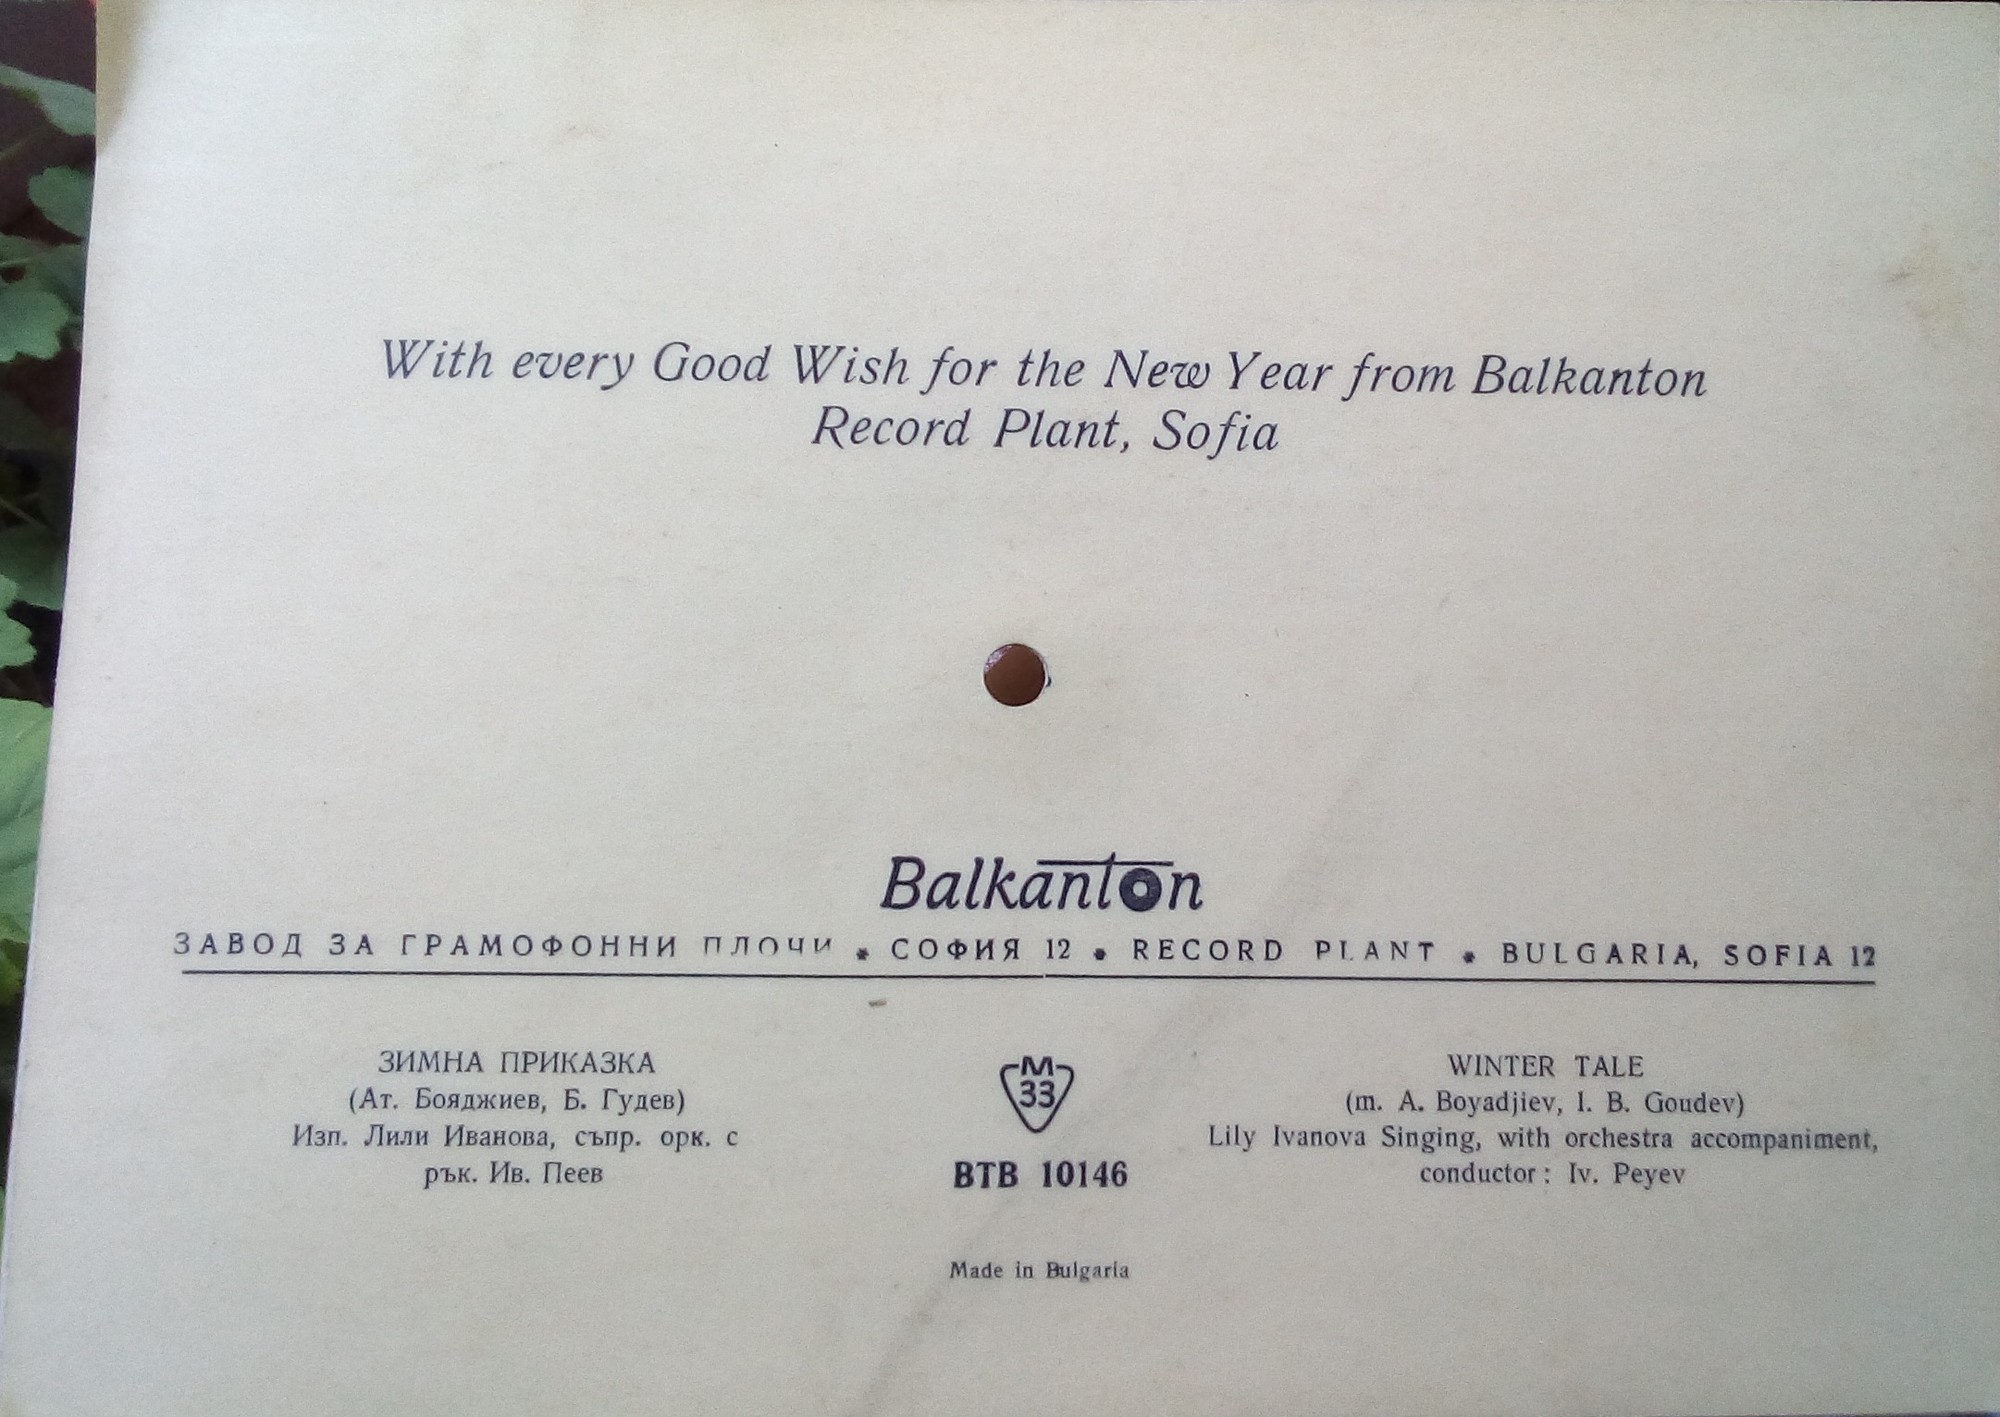 With every Good Wish for the New Year from Balkanton
Record Plant, Sofia
Balkanton
ЗАВОД ЗА ГРАМОФОННИ ПЛОЧИ * СОФИЯ 12 * RECORD PLANT * BULGARIA, SOFIA 12
ЗИМНА ПРИКАЗКА
(Ат. Бояджиев, Б. Гудев)
Изп. Лили Иванова, съпр. орк. с
рък. Ив. Пеев
М
33
ВТВ 10146
Made in Bulgaria
WINTER TALE
(m. A. Boyadjiev, I. B. Goudev)
Lily Ivanova Singing, with orchestra accompaniment,
conductor: Iv. Peyev